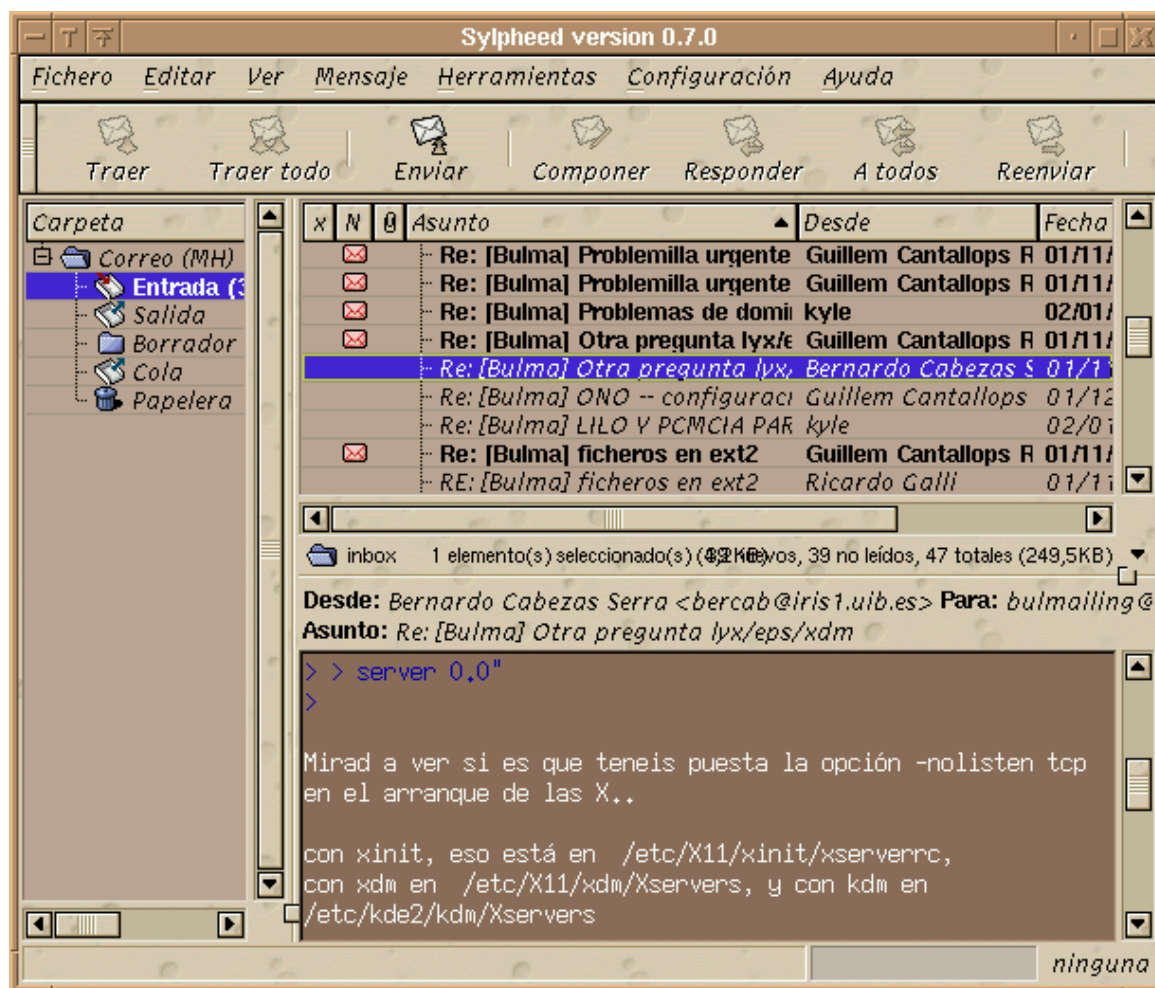 Sylpheed version 0.7.0
Fichero Editar Ver Mensaje Herramientas Configuración Ayuda
Traer Traer todo Enviar Componer Responder A todos Reenviar
Carpeta
Correo (MH)
Entrada (3
Salida
Borrador
Cola
Papelera
x N Asunto Desde Fecha
Re: [Bulma] Problemilla urgente Guillem Cantallops R 01/11/
Re: [Bulma] Problemilla urgente Guillem Cantallops R 01/11/
Re: [Bulma] Problemas de domi kyle 02/01/
Re: [Bulma] Otra pregunta lyx/e Guillem Cantallops R 01/11/
Re: [Bulma] Otra pregunta lyx/ Bernardo Cabezas S 01/11
Re: [Bulma] ONO -- configuraci Guillem Cantallops 01/12
Re: [Bulma] LILO Y PCMCIA PAR kyle 02/01
Re: [Bulma] ficheros en ext2 Guillem Cantallops R 01/11/
RE: [Bulma] ficheros en ext2 Ricardo Galli 01/11
inbox 1 elemento(s) seleccionado(s) 39 no leídos, 47 totales (249,5KB)
Desde: Bernardo Cabezas Serra <bercab@iris1.uib.es> Para: bulmailing@
Asunto: Re: [Bulma] Otra pregunta lyx/eps/xdm
> > server 0.0"
>
Mirad a ver si es que teneis puesta la opción -nolisten tcp
en el arranque de las X..
con xinit, eso está en /etc/X11/xinit/xserverrc,
con xdm en /etc/X11/xdm/Xservers, y con kdm en
/etc/kde2/kdm/Xservers
ninguna